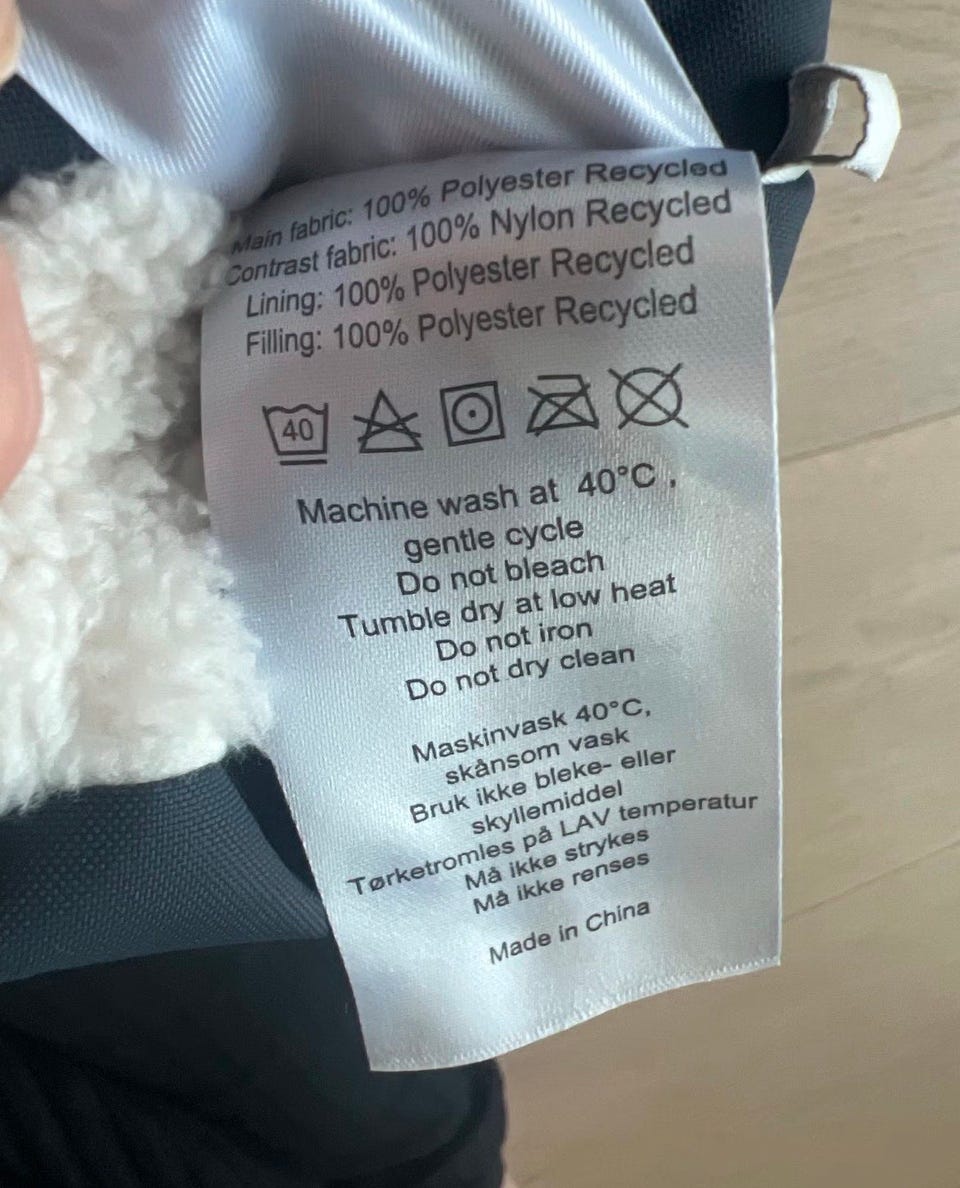 Main fabric: 100% Polyester Recycled
Contrast fabric: 100% Nylon Recycled
Lining: 100% Polyester Recycled
Filling: 100% Polyester Recycled
40
Machine wash at 40°C ,
gentle cycle
Do not bleach
Tumble dry at low heat
Do not iron
Do not dry clean
Maskinvask 40°C,
skånsom vask
Bruk ikke bleke- eller
skyllemiddel
Tørketromles på LAV temperatur
Må ikke strykes
Må ikke renses
Made in China